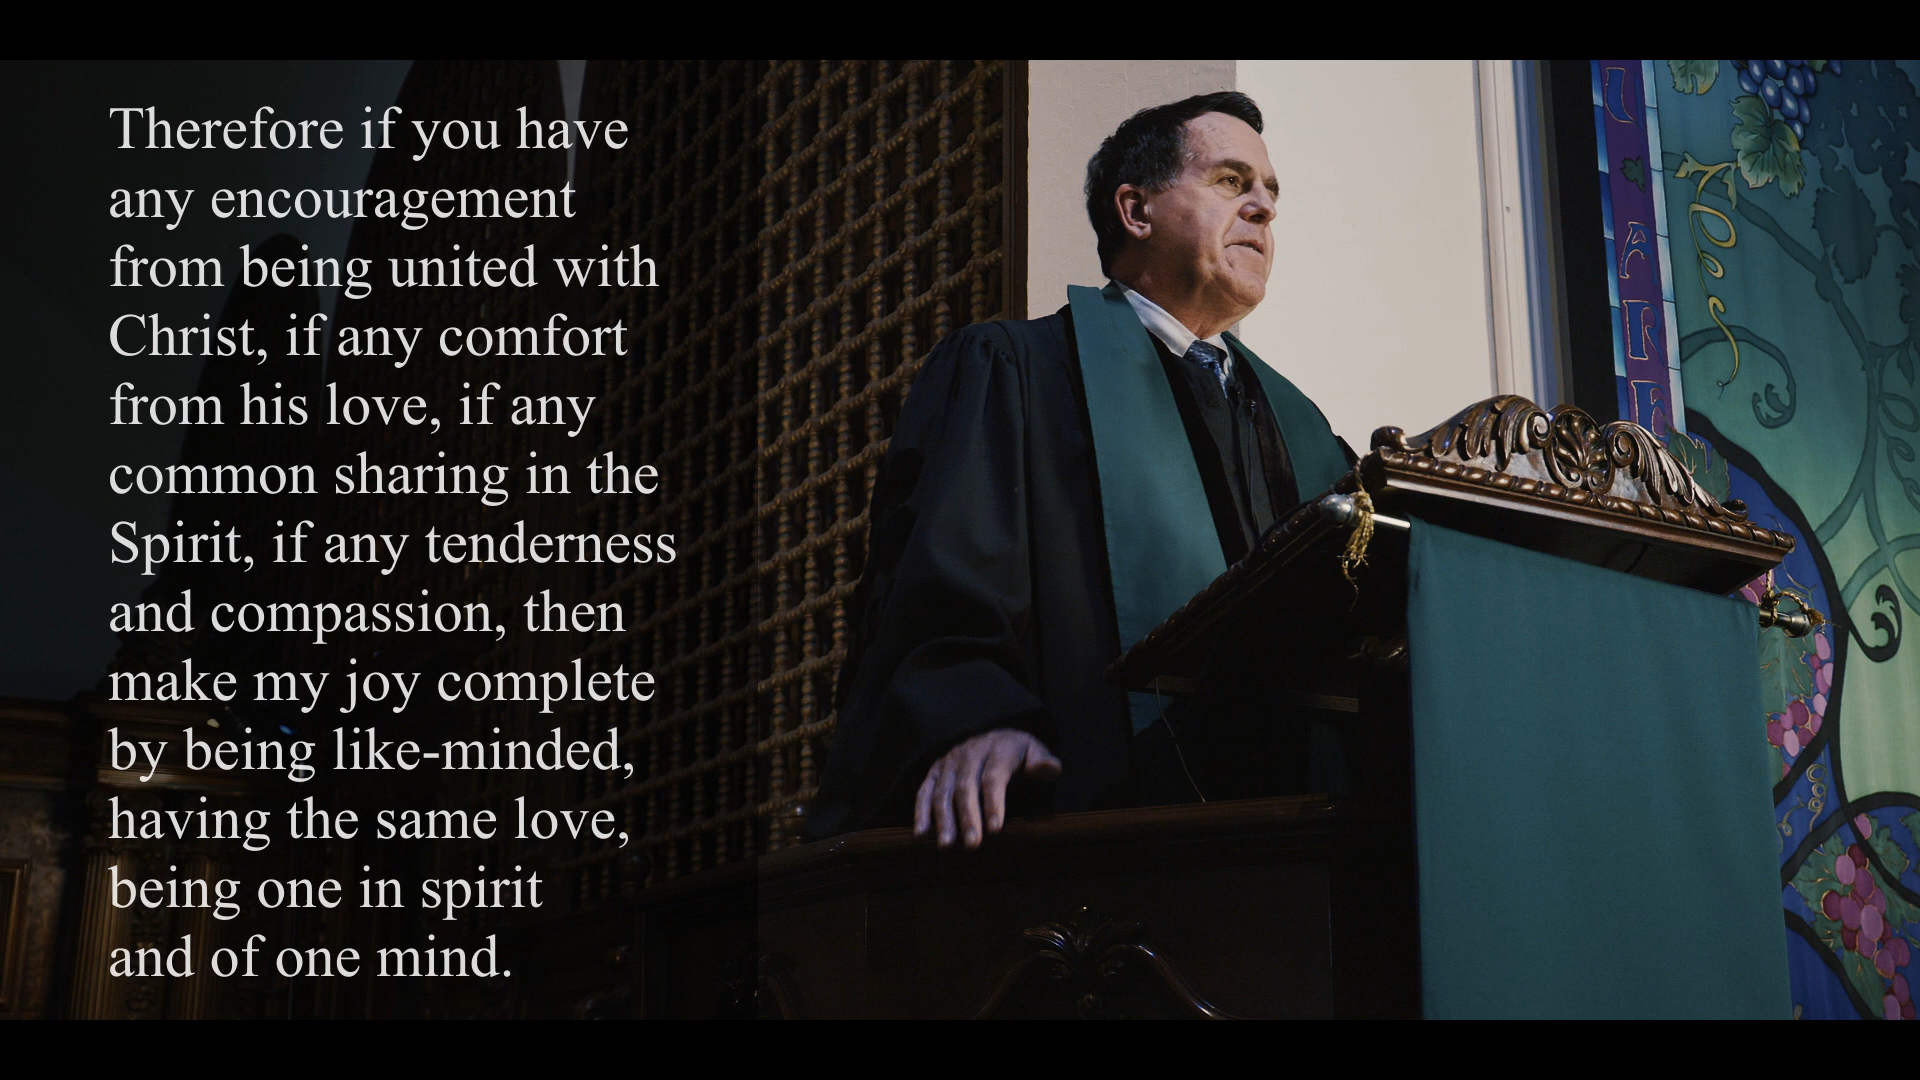 Therefore if you have
any encouragement
from being united with
Christ, if any comfort
from his love, if any
common sharing in the
Spirit, if any tenderness
and compassion, then
make my joy complete
by being like-minded,
having the same love,
being one in spirit
and of one mind.